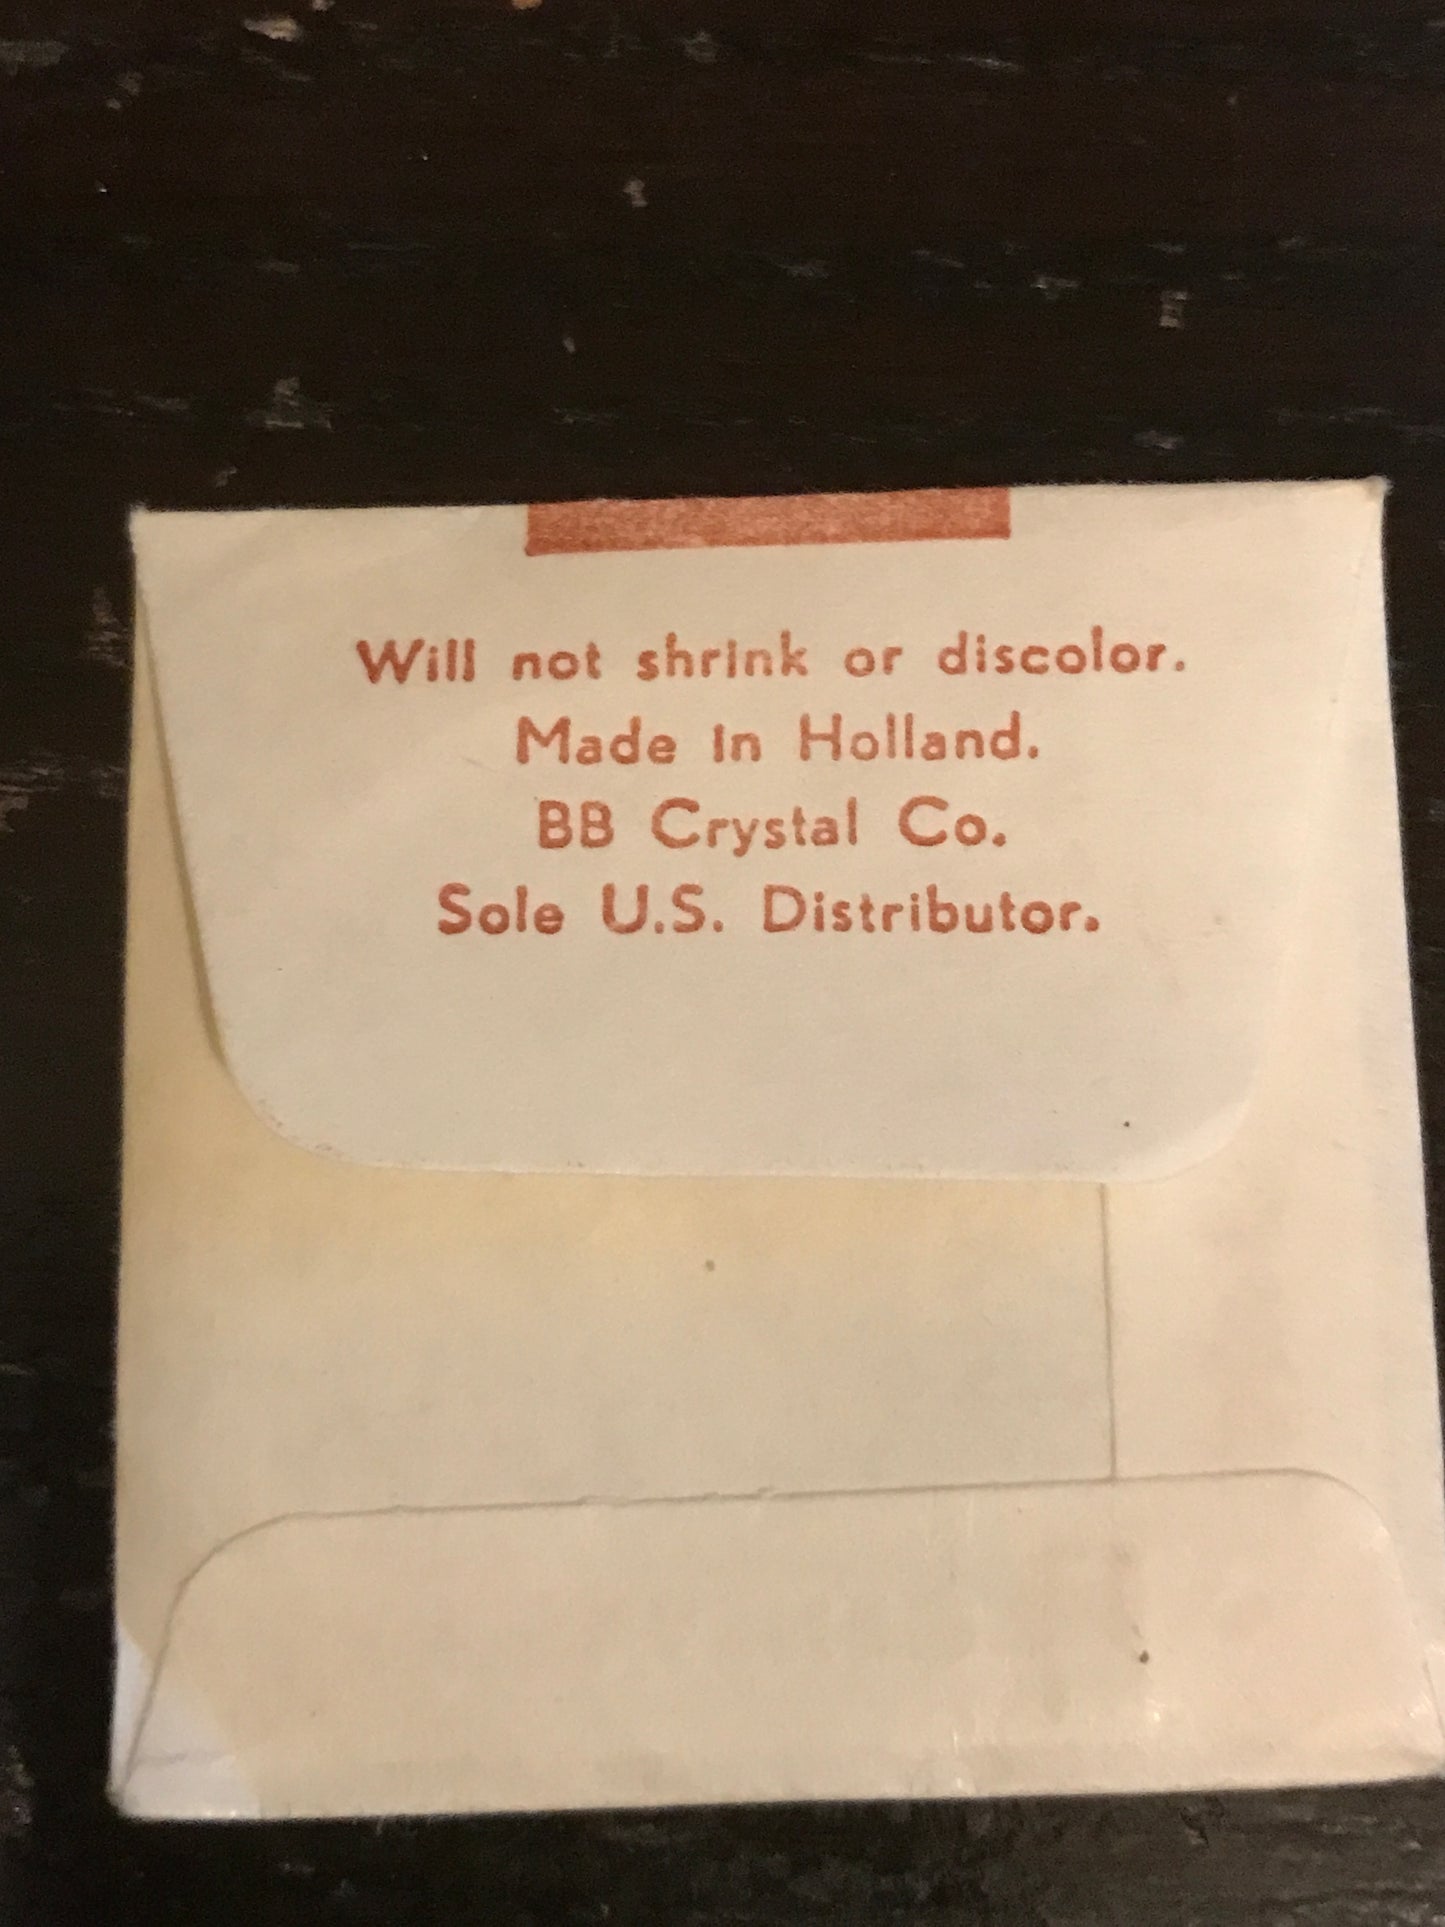 Will not shrink or discolor.
Made in Holland.
BB Crystal Co.
Sole U.S. Distributor.